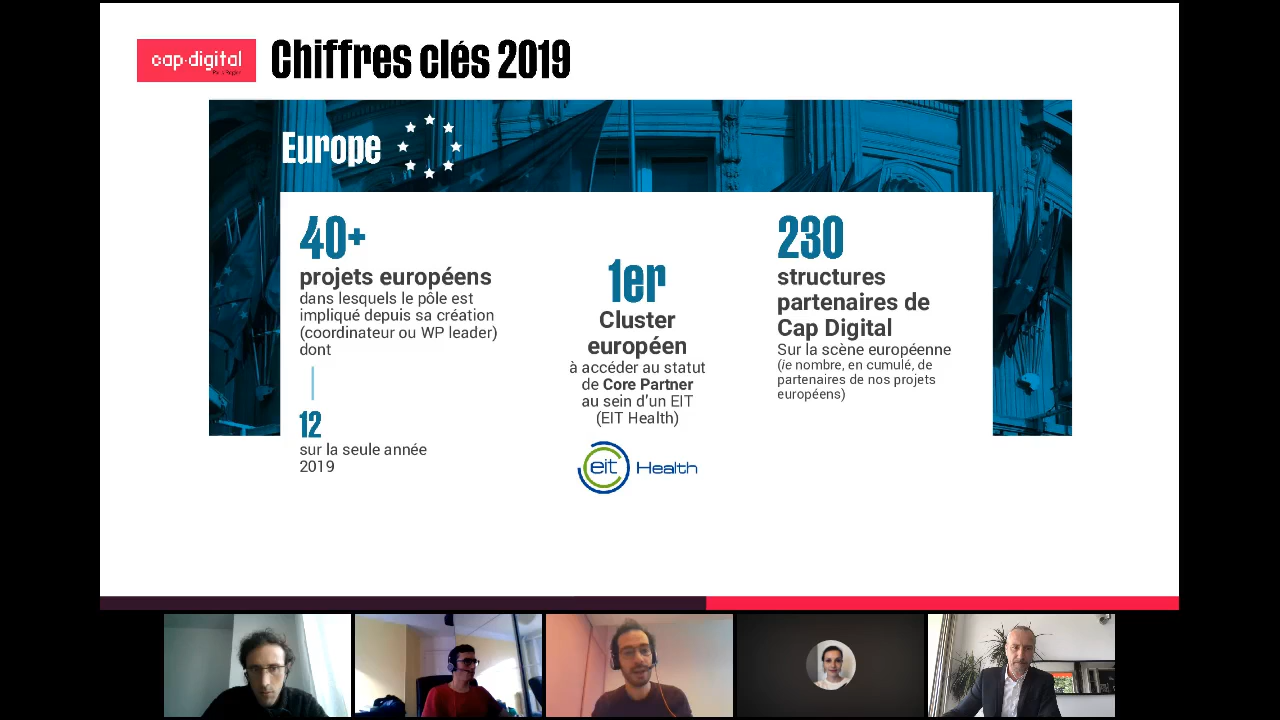 cap·digital
Paris Region
Chiffres clés 2019
Europe
40+
projets européens
dans lesquels le pôle est
impliqué depuis sa création
(coordinateur ou WP leader)
dont
12
sur la seule année
2019
1er
Cluster
européen
à accéder au statut
de Core Partner
au sein d'un EIT
(EIT Health)
eit Health
230
structures
partenaires de
Cap Digital
Sur la scène européenne
(ie nombre, en cumulé, de
partenaires de nos projets
européens)